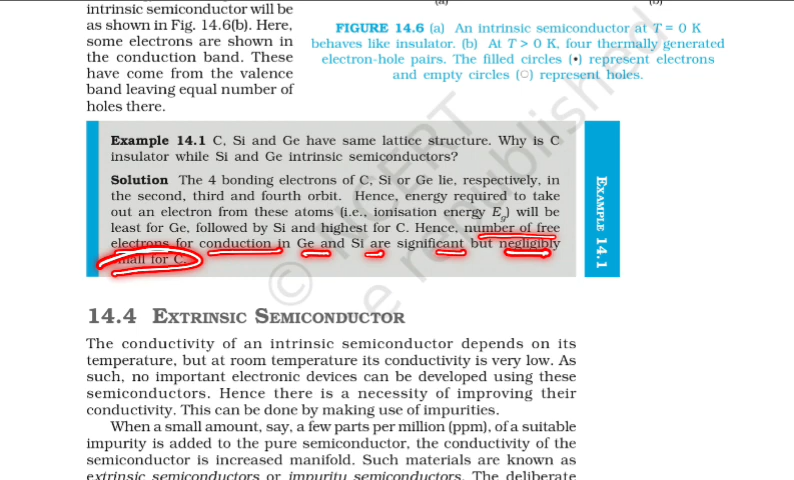 intrinsic semiconductor will be
as shown in Fig. 14.6(b). Here,
some electrons are shown in
the conduction band. These
have come from the valence
band leaving equal number of
holes there.
(a) (b)
FIGURE 14.6 (a) An intrinsic semiconductor at T = 0 K
behaves like insulator. (b) At T > 0 K, four thermally generated
electron-hole pairs. The filled circles (•) represent electrons
and empty circles (○) represent holes.
Example 14.1 C, Si and Ge have same lattice structure. Why is C
insulator while Si and Ge intrinsic semiconductors?
Solution The 4 bonding electrons of C, Si or Ge lie, respectively, in
the second, third and fourth orbit. Hence, energy required to take
out an electron from these atoms (i.e., ionisation energy Eg) will be
least for Ge, followed by Si and highest for C. Hence, number of free
electrons for conduction in Ge and Si are significant but negligibly
small for C.
EXAMPLE 14.1
14.4 EXTRINSIC SEMICONDUCTOR
The conductivity of an intrinsic semiconductor depends on its
temperature, but at room temperature its conductivity is very low. As
such, no important electronic devices can be developed using these
semiconductors. Hence there is a necessity of improving their
conductivity. This can be done by making use of impurities.
When a small amount, say, a few parts per million (ppm), of a suitable
impurity is added to the pure semiconductor, the conductivity of the
semiconductor is increased manifold. Such materials are known as
extrinsic semiconductors or impurity semiconductors. The deliberate
© NCERT
e republished